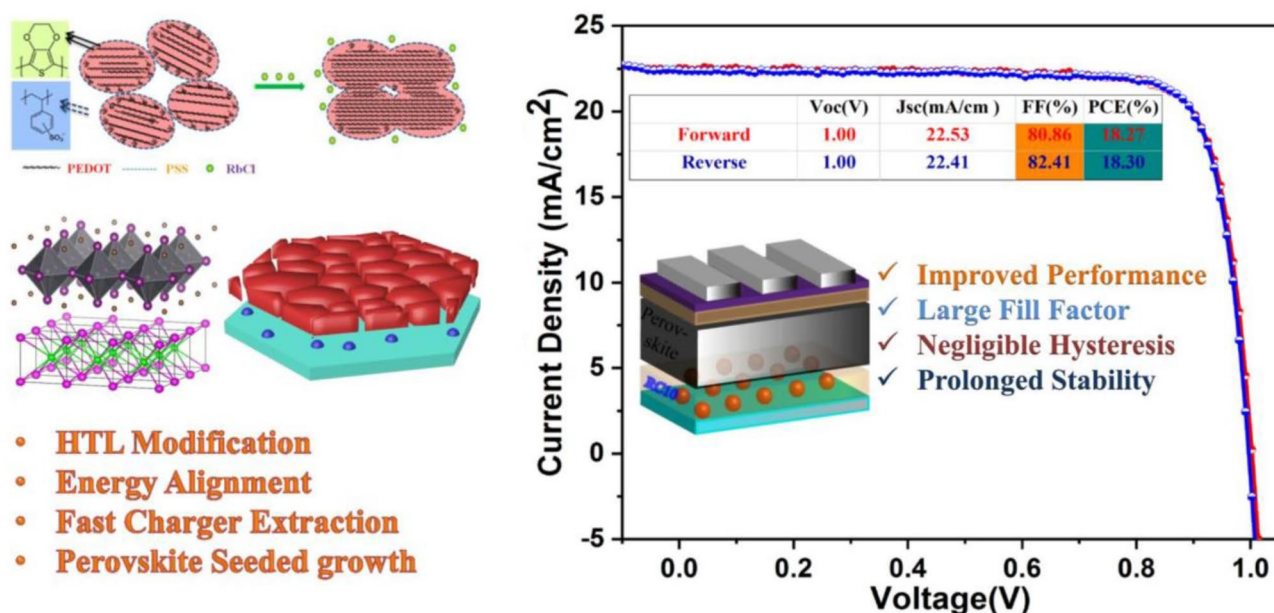 SO₃⁻
PEDOT PSS RbCl
• HTL Modification
• Energy Alignment
• Fast Charger Extraction
• Perovskite Seeded growth
Current Density (mA/cm²)
25
20
15
10
5
0
-5
Voc(V) Jsc(mA/cm ) FF(%) PCE(%)
Forward 1.00 22.53 80.86 18.27
Reverse 1.00 22.41 82.41 18.30
Perov-
skite
RC10
✓ Improved Performance
✓ Large Fill Factor
✓ Negligible Hysteresis
✓ Prolonged Stability
0.0 0.2 0.4 0.6 0.8 1.0
Voltage(V)